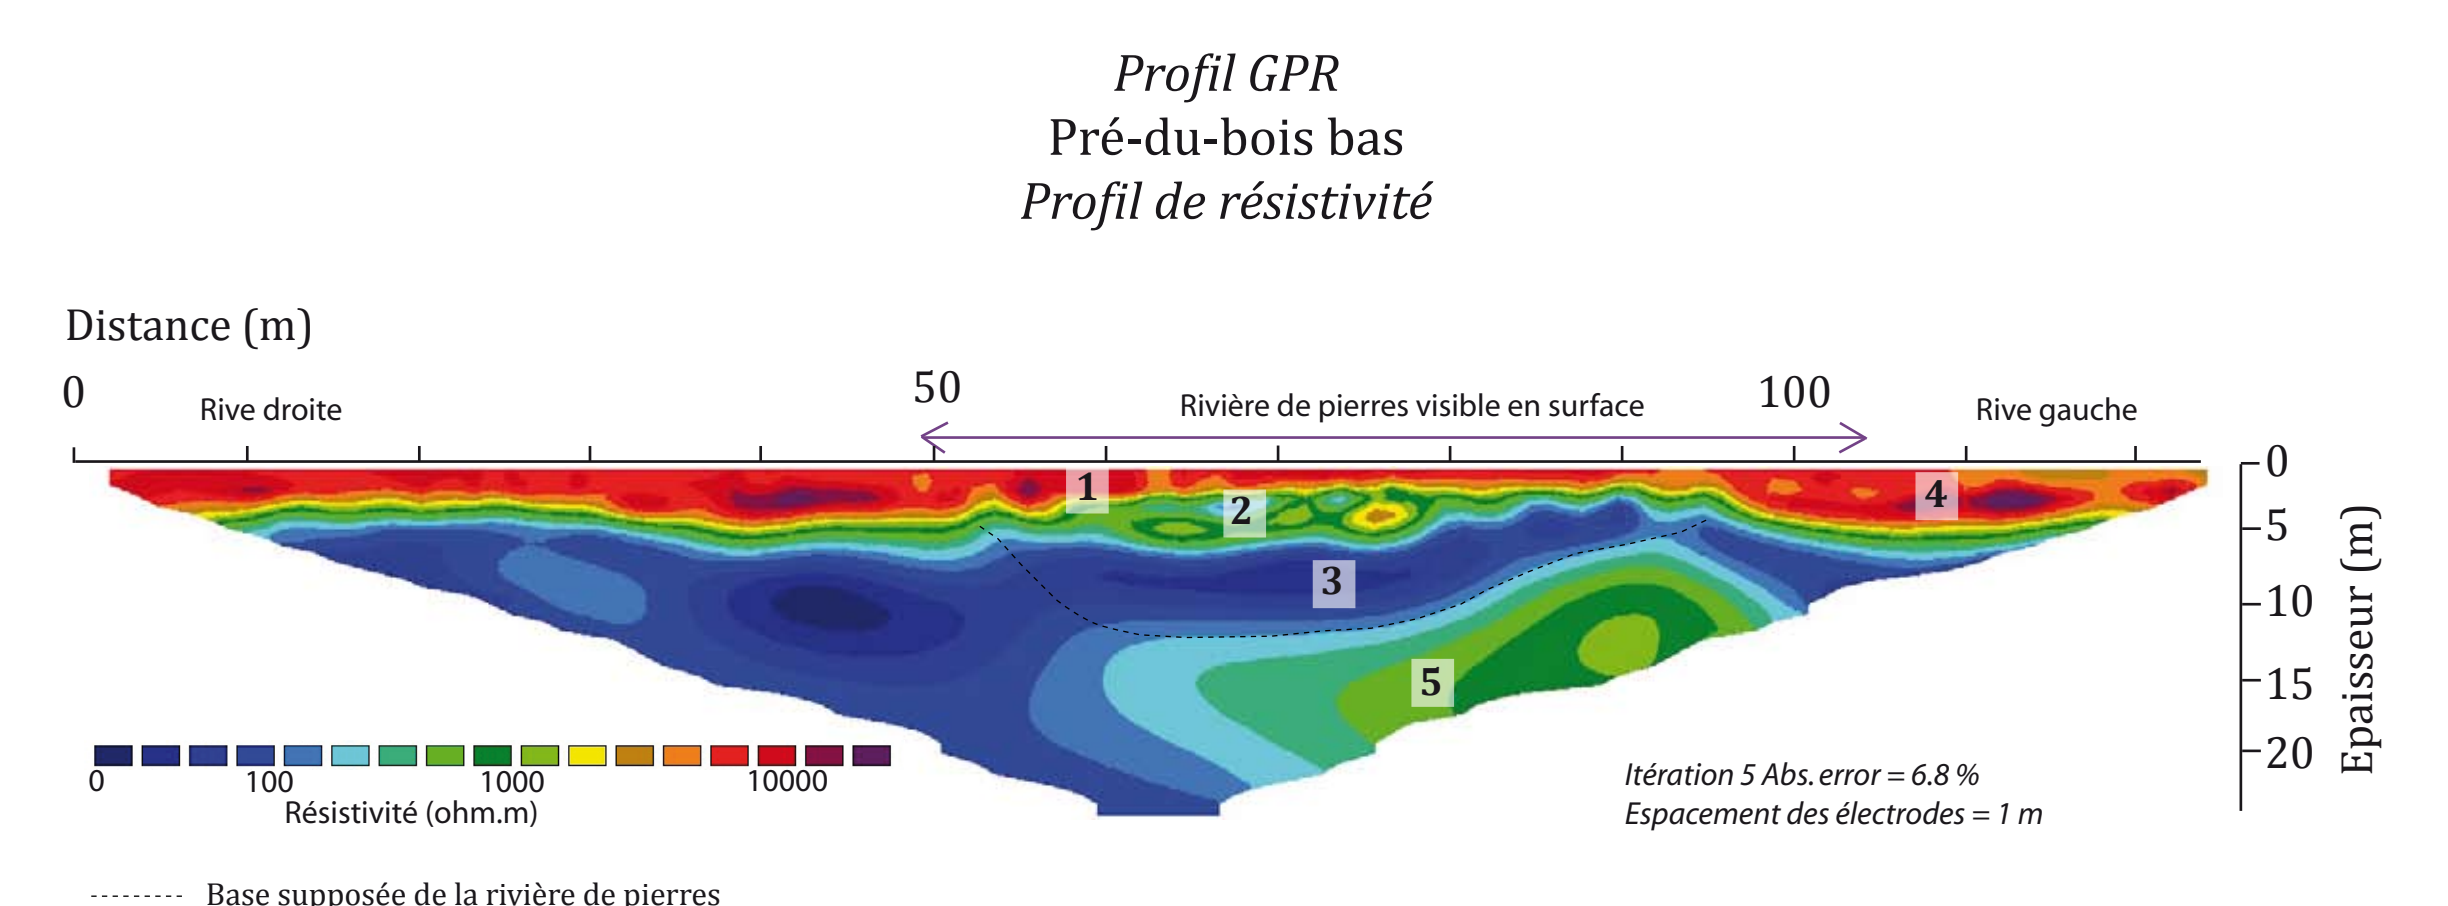 Profil GPR
Pré-du-bois bas
Profil de résistivité
Distance (m)
0
Rive droite
50
Rivière de pierres visible en surface
100
Rive gauche
0
5
10
15
20
Epaisseur (m)
1
2
3
4
5
0
100
1000
10000
Résistivité (ohm.m)
Itération 5 Abs. error = 6.8 %
Espacement des électrodes = 1 m
Base supposée de la rivière de pierres